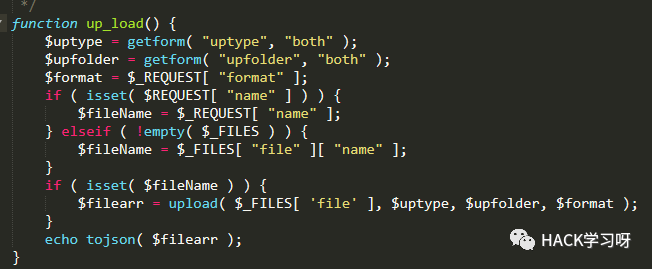 */
function up_load() {
    $uptype = getform( "uptype", "both" );
    $upfolder = getform( "upfolder", "both" );
    $format = $_REQUEST[ "format" ];
    if ( isset( $REQUEST[ "name" ] ) ) {
        $fileName = $_REQUEST[ "name" ];
    } elseif ( !empty( $_FILES ) ) {
        $fileName = $_FILES[ "file" ][ "name" ];
    }
    if ( isset( $fileName ) ) {
        $filearr = upload( $_FILES[ 'file' ], $uptype, $upfolder, $format );
    }
    echo tojson( $filearr );
}
HACK学习呀